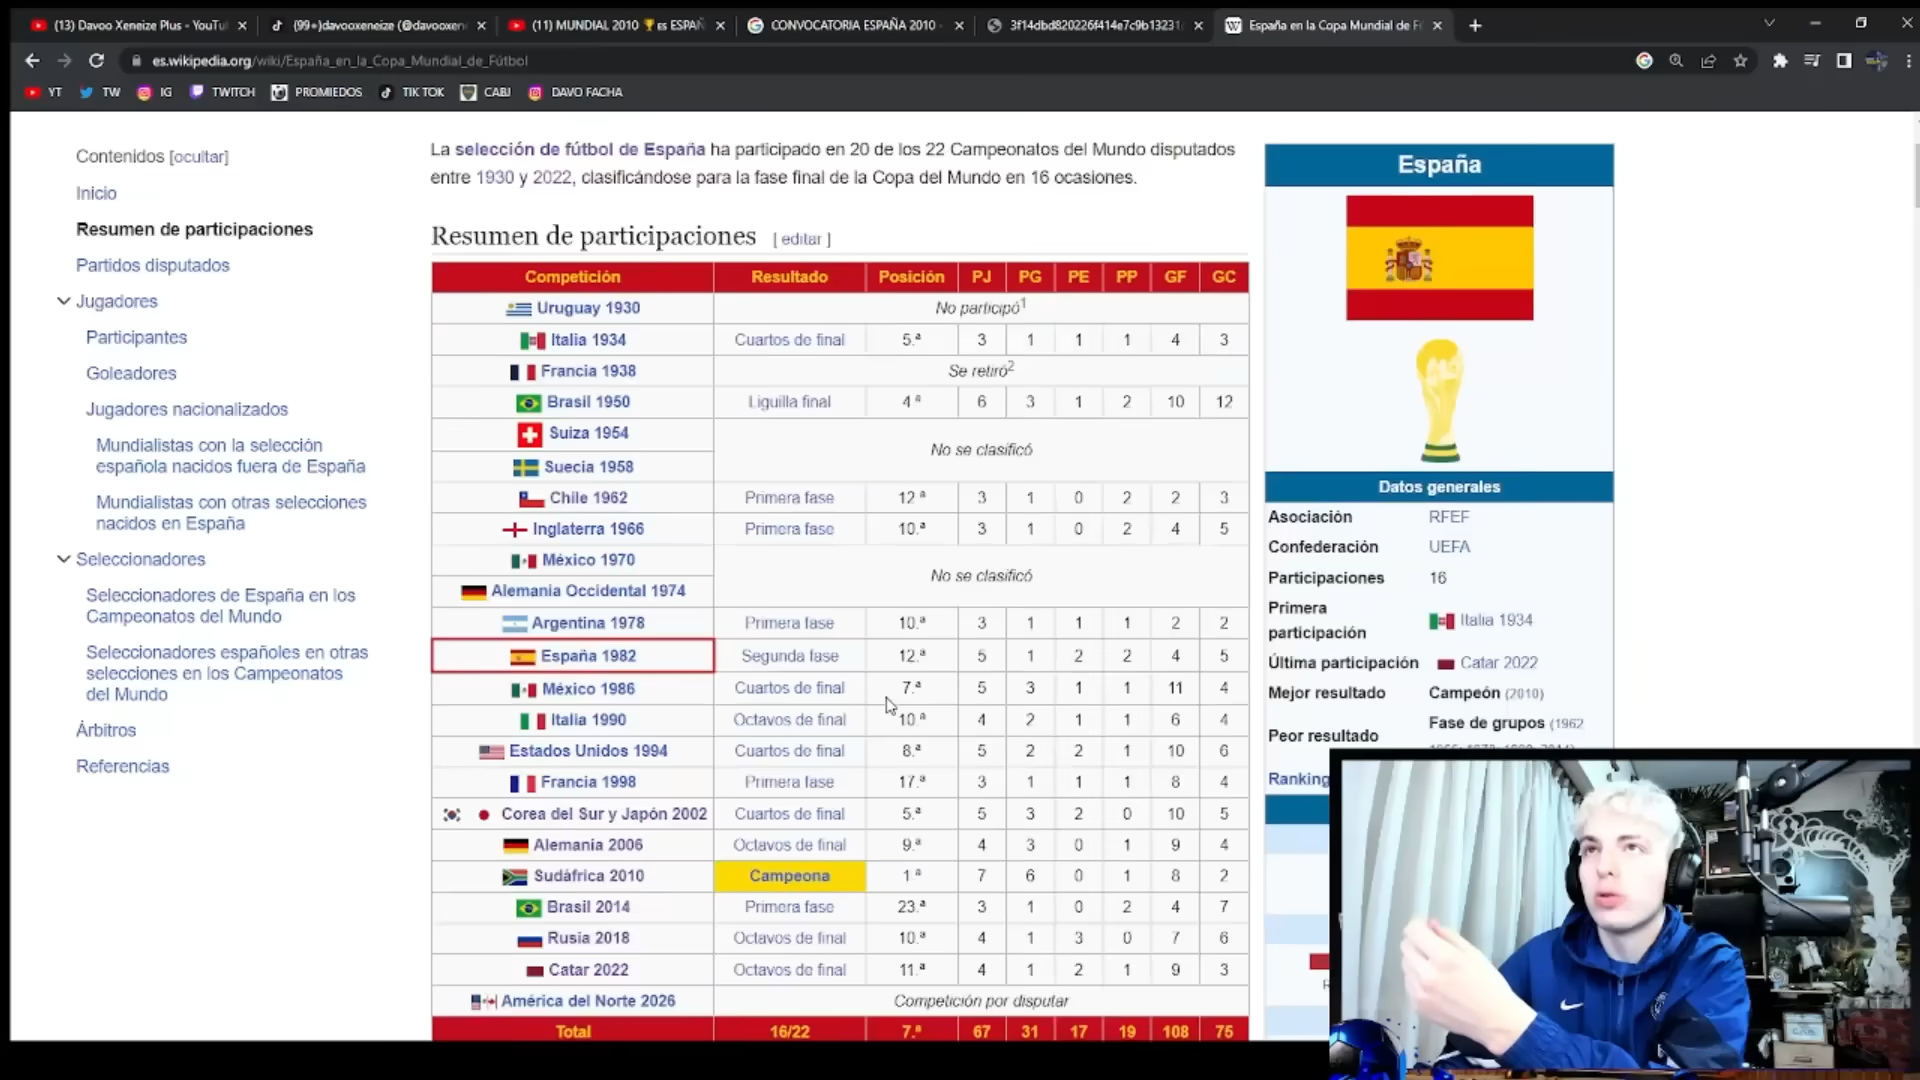 (13) Davoo Xeneize Plus - YouTu
(99+)davooxeneize (@davooxen
(11) MUNDIAL 2010 🏆 es ESPAÑ
CONVOCATORIA ESPAÑA 2010 -
3f14dbd820226f414e7c9b13231
España en la Copa Mundial de F
es.wikipedia.org/wiki/España_en_la_Copa_Mundial_de_Fútbol
YT
TW
IG
TWITCH
PROMIEDOS
TIK TOK
CABJ
DAVO FACHA
Contenidos [ocultar]
Inicio
Resumen de participaciones
Partidos disputados
Jugadores
Participantes
Goleadores
Jugadores nacionalizados
Mundialistas con la selección
española nacidos fuera de España
Mundialistas con otras selecciones
nacidos en España
Seleccionadores
Seleccionadores de España en los
Campeonatos del Mundo
Seleccionadores españoles en otras
selecciones en los Campeonatos
del Mundo
Árbitros
Referencias
La selección de fútbol de España ha participado en 20 de los 22 Campeonatos del Mundo disputados
entre 1930 y 2022, clasificándose para la fase final de la Copa del Mundo en 16 ocasiones.
Resumen de participaciones [ editar ]
Competición Resultado Posición PJ PG PE PP GF GC
Uruguay 1930 No participó1
Italia 1934 Cuartos de final 5.ª 3 1 1 1 4 3
Francia 1938 Se retiró2
Brasil 1950 Liguilla final 4ª 6 3 1 2 10 12
Suiza 1954
No se clasificó
Suecia 1958
Chile 1962 Primera fase 12ª 3 1 0 2 2 3
Inglaterra 1966 Primera fase 10.ª 3 1 0 2 4 5
México 1970
No se clasificó
Alemania Occidental 1974
Argentina 1978 Primera fase 10.ª 3 1 1 1 2 2
España 1982 Segunda fase 12.ª 5 1 2 2 4 5
México 1986 Cuartos de final 7.ª 5 3 1 1 11 4
Italia 1990 Octavos de final 10ª 4 2 1 1 6 4
Estados Unidos 1994 Cuartos de final 8.ª 5 2 2 1 10 6
Francia 1998 Primera fase 17.ª 3 1 1 1 8 4
Corea del Sur y Japón 2002 Cuartos de final 5.ª 5 3 2 0 10 5
Alemania 2006 Octavos de final 9.ª 4 3 0 1 9 4
Sudáfrica 2010 Campeona 1ª 7 6 0 1 8 2
Brasil 2014 Primera fase 23.ª 3 1 0 2 4 7
Rusia 2018 Octavos de final 10.ª 4 1 3 0 7 6
Catar 2022 Octavos de final 11.ª 4 1 2 1 9 3
América del Norte 2026 Competición por disputar
Total 16/22 7.ª 67 31 17 19 108 75
España
Datos generales
Asociación RFEF
Confederación UEFA
Participaciones 16
Primera
participación Italia 1934
Última participación Catar 2022
Mejor resultado Campeón (2010)
Peor resultado Fase de grupos (1962
Ranking